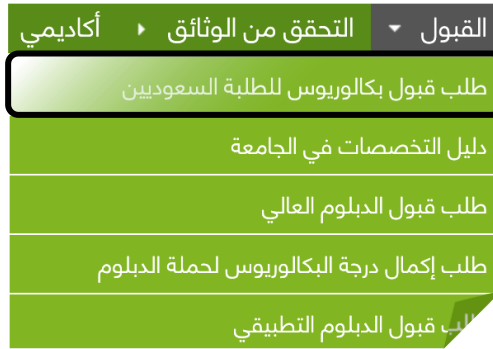 القبول التحقق من الوثائق أكاديمي
طلب قبول بكالوريوس للطلبة السعوديين
دليل التخصصات في الجامعة
طلب قبول الدبلوم العالي
طلب إكمال درجة البكالوريوس لحملة الدبلوم
طلب قبول الدبلوم التطبيقي